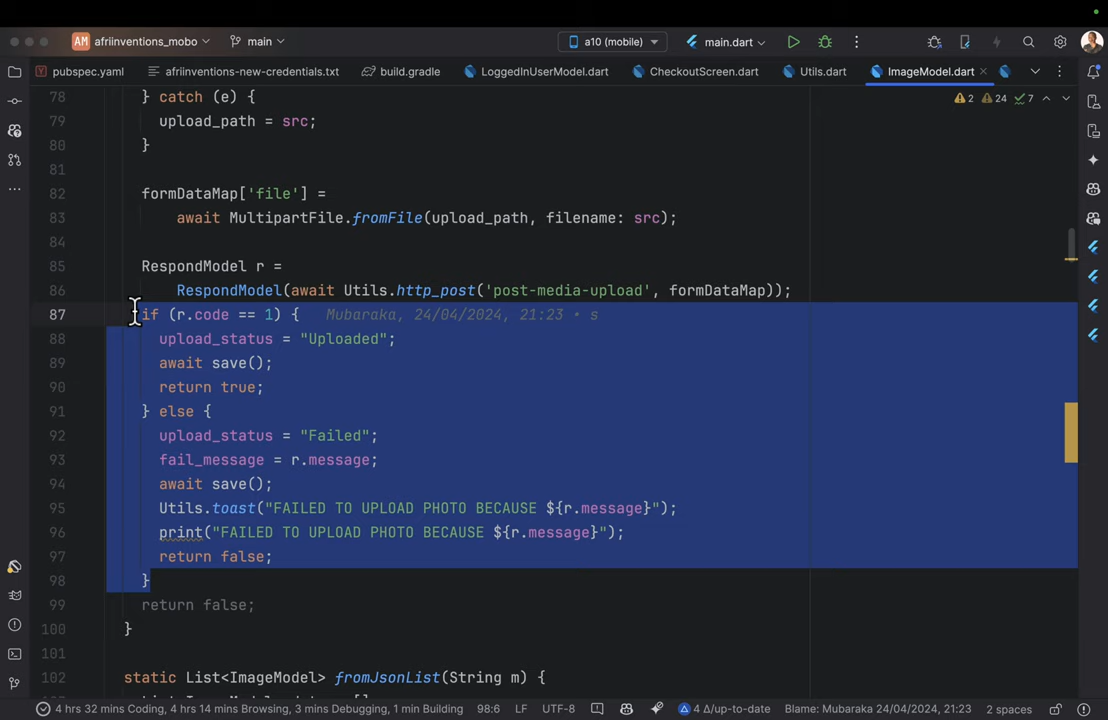 AM afriinventions_mobo main a10 (mobile) main.dart
pubspec.yaml afriinventions-new-credentials.txt build.gradle LoggedInUserModel.dart CheckoutScreen.dart Utils.dart ImageModel.dart
78 } catch (e) { 2 24 7
79 upload_path = src;
80 }
81
82 formDataMap['file'] =
83 await MultipartFile.fromFile(upload_path, filename: src);
84
85 RespondModel r =
86 RespondModel(await Utils.http_post('post-media-upload', formDataMap));
87 if (r.code == 1) { Mubaraka, 24/04/2024, 21:23 • s
88 upload_status = "Uploaded";
89 await save();
90 return true;
91 } else {
92 upload_status = "Failed";
93 fail_message = r.message;
94 await save();
95 Utils.toast("FAILED TO UPLOAD PHOTO BECAUSE ${r.message}");
96 print("FAILED TO UPLOAD PHOTO BECAUSE ${r.message}");
97 return false;
98 }
99 return false;
100 }
101
102 static List<ImageModel> fromJsonList(String m) {
4 hrs 32 mins Coding, 4 hrs 14 mins Browsing, 3 mins Debugging, 1 min Building 98:6 LF UTF-8 4 Δ/up-to-date Blame: Mubaraka 24/04/2024, 21:23 2 spaces